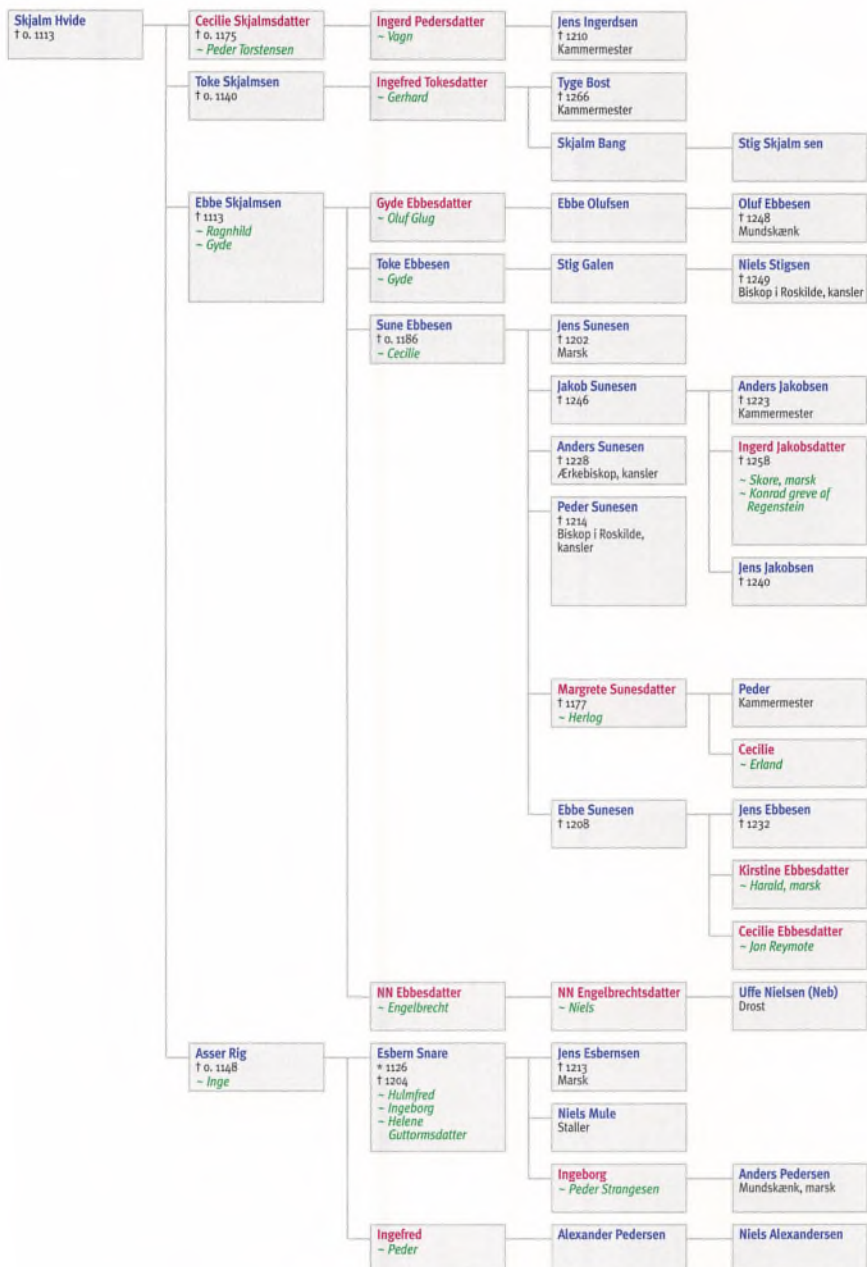 Skjalm Hvide
† o. 1113
Cecilie Skjalmsdatter
† o. 1175
~ Peder Torstensen
Ingerd Pedersdatter
~ Vagn
Jens Ingerdsen
† 1210
Kammermester
Toke Skjalmsen
† o. 1140
Ingefred Tokesdatter
~ Gerhard
Tyge Bost
† 1266
Kammermester
Skjalm Bang
Stig Skjalm sen
Ebbe Skjalmsen
† 1113
~ Ragnhild
~ Gyde
Gyde Ebbesdatter
~ Oluf Glug
Ebbe Olufsen
Oluf Ebbesen
† 1248
Mundskænk
Toke Ebbesen
~ Gyde
Stig Galen
Niels Stigsen
† 1249
Biskop i Roskilde, kansler
Sune Ebbesen
† o. 1186
~ Cecilie
Jens Sunesen
† 1202
Marsk
Jakob Sunesen
† 1246
Anders Jakobsen
† 1223
Kammermester
Anders Sunesen
† 1228
Ærkebiskop, kansler
Ingerd Jakobsdatter
† 1258
~ Skore, marsk
~ Konrad greve af
Regenstein
Peder Sunesen
† 1214
Biskop i Roskilde,
kansler
Jens Jakobsen
† 1240
Margrete Sunesdatter
† 1177
~ Herlog
Peder
Kammermester
Cecilie
~ Erland
Ebbe Sunesen
† 1208
Jens Ebbesen
† 1232
Kirstine Ebbesdatter
~ Harald, marsk
Cecilie Ebbesdatter
~ Jon Reymote
NN Ebbesdatter
~ Engelbrecht
NN Engelbrechtsdatter
~ Niels
Uffe Nielsen (Neb)
Drost
Asser Rig
† o. 1148
~ Inge
Esbern Snare
* 1126
† 1204
~ Hulmfred
~ Ingeborg
~ Helene
Guttormsdatter
Jens Esbernsen
† 1213
Marsk
Niels Mule
Staller
Ingeborg
~ Peder Strangesen
Anders Pedersen
Mundskænk, marsk
Ingefred
~ Peder
Alexander Pedersen
Niels Alexandersen